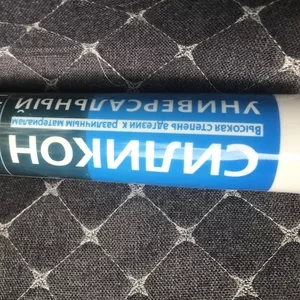 СИЛИКОН
Высокая степень адгезии к различным материалам
УНИВЕРСАЛЬНЫЙ